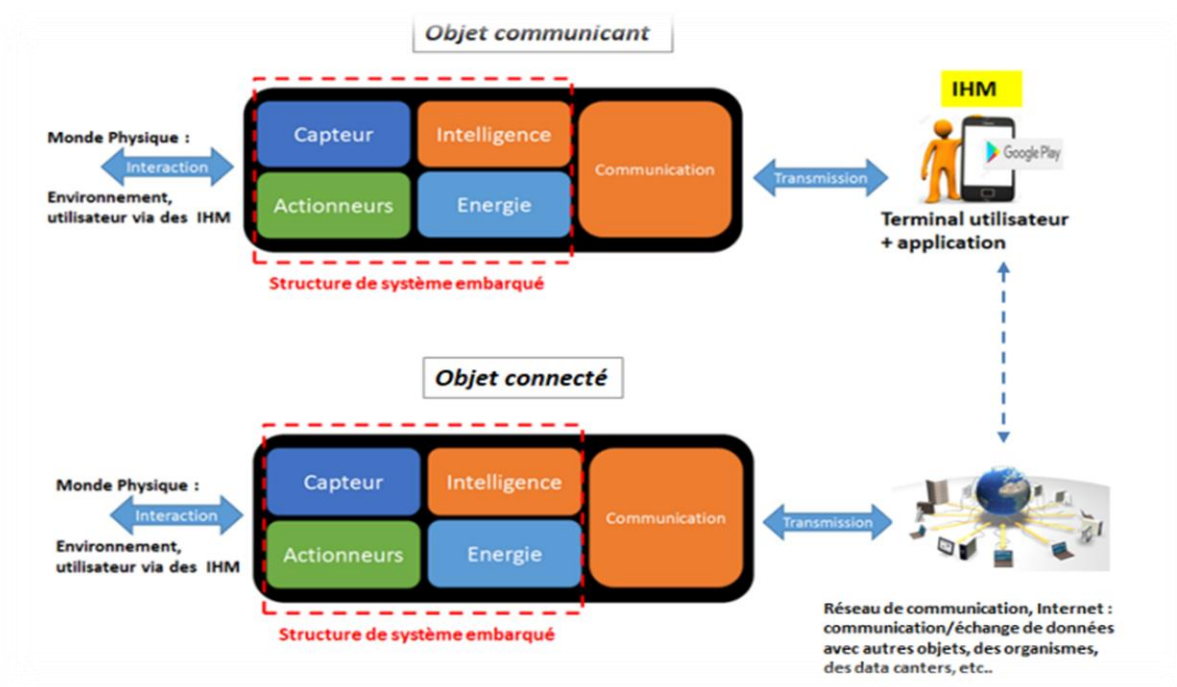 Objet communicant
IHM
Monde Physique :
Interaction
Environnement,
utilisateur via des IHM
Capteur
Intelligence
Actionneurs
Energie
Communication
Transmission
Google Play
Terminal utilisateur
+ application
Structure de système embarqué
Objet connecté
Monde Physique :
Interaction
Environnement,
utilisateur via des IHM
Capteur
Intelligence
Actionneurs
Energie
Communication
Transmission
Structure de système embarqué
Réseau de communication, Internet :
communication/échange de données
avec autres objets, des organismes,
des data canters, etc..